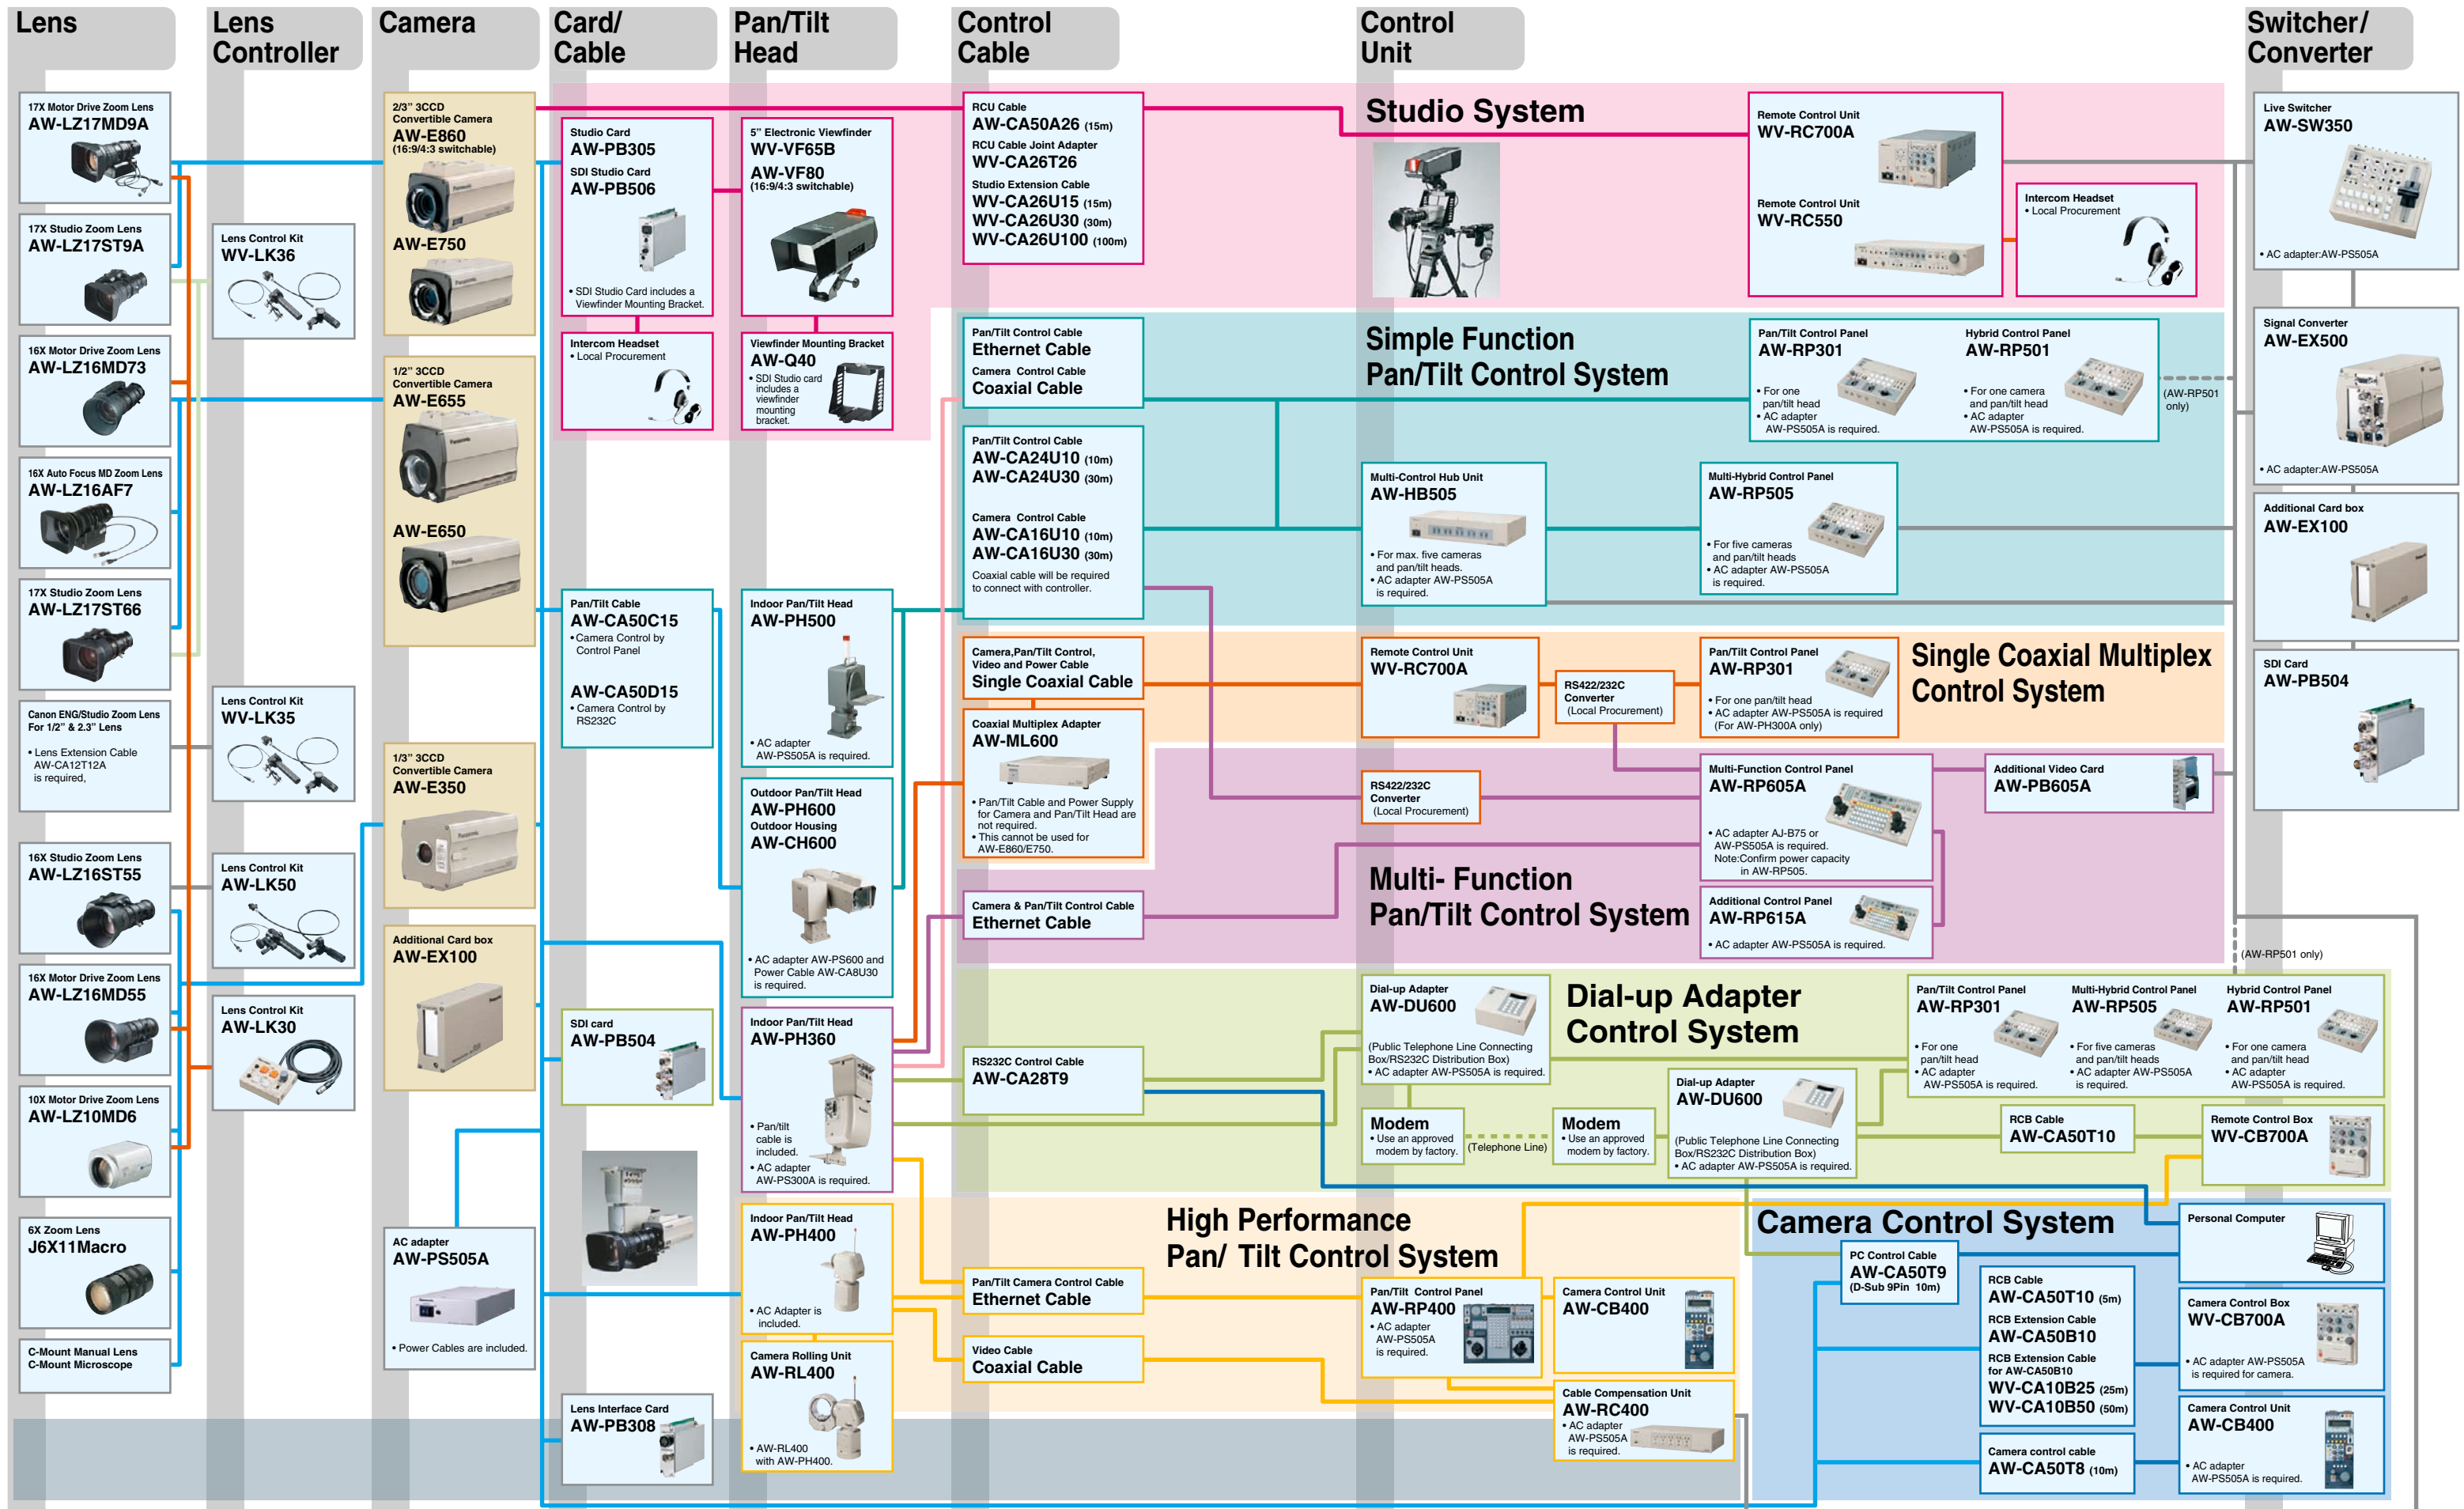 Lens
Lens
Controller
Camera
Card/
Cable
Pan/Tilt
Head
Control
Cable
Control
Unit
Switcher/
Converter
17X Motor Drive Zoom Lens
AW-LZ17MD9A
17X Studio Zoom Lens
AW-LZ17ST9A
16X Motor Drive Zoom Lens
AW-LZ16MD73
16X Auto Focus MD Zoom Lens
AW-LZ16AF7
17X Studio Zoom Lens
AW-LZ17ST66
Canon ENG/Studio Zoom Lens
For 1/2” & 2.3” Lens
• Lens Extension Cable
AW-CA12T12A
is required,
16X Studio Zoom Lens
AW-LZ16ST55
16X Motor Drive Zoom Lens
AW-LZ16MD55
10X Motor Drive Zoom Lens
AW-LZ10MD6
6X Zoom Lens
J6X11Macro
C-Mount Manual Lens
C-Mount Microscope
Lens Control Kit
WV-LK36
Lens Control Kit
WV-LK35
Lens Control Kit
AW-LK50
Lens Control Kit
AW-LK30
2/3” 3CCD
Convertible Camera
AW-E860
(16:9/4:3 switchable)
AW-E750
1/2” 3CCD
Convertible Camera
AW-E655
AW-E650
1/3” 3CCD
Convertible Camera
AW-E350
Additional Card box
AW-EX100
AC adapter
AW-PS505A
• Power Cables are included.
Studio Card
AW-PB305
SDI Studio Card
AW-PB506
• SDI Studio Card includes a
Viewfinder Mounting Bracket.
Intercom Headset
• Local Procurement
Pan/Tilt Cable
AW-CA50C15
• Camera Control by
Control Panel
AW-CA50D15
• Camera Control by
RS232C
SDI card
AW-PB504
Lens Interface Card
AW-PB308
5” Electronic Viewfinder
WV-VF65B
AW-VF80
(16:9/4:3 switchable)
Viewfinder Mounting Bracket
AW-Q40
• SDI Studio card
includes a
viewfinder
mounting
bracket.
Indoor Pan/Tilt Head
AW-PH500
• AC adapter
AW-PS505A is required.
Outdoor Pan/Tilt Head
AW-PH600
Outdoor Housing
AW-CH600
• AC adapter AW-PS600 and
Power Cable AW-CA8U30
is required.
Indoor Pan/Tilt Head
AW-PH360
• Pan/tilt
cable is
included.
• AC adapter
AW-PS300A is required.
Indoor Pan/Tilt Head
AW-PH400
• AC Adapter is
included.
Camera Rolling Unit
AW-RL400
• AW-RL400
with AW-PH400.
RCU Cable
AW-CA50A26 (15m)
RCU Cable Joint Adapter
WV-CA26T26
Studio Extension Cable
WV-CA26U15 (15m)
WV-CA26U30 (30m)
WV-CA26U100 (100m)
Studio System
Remote Control Unit
WV-RC700A
Remote Control Unit
WV-RC550
Intercom Headset
• Local Procurement
Pan/Tilt Control Cable
Ethernet Cable
Camera Control Cable
Coaxial Cable
Pan/Tilt Control Cable
AW-CA24U10 (10m)
AW-CA24U30 (30m)
Camera Control Cable
AW-CA16U10 (10m)
AW-CA16U30 (30m)
Coaxial cable will be required
to connect with controller.
Simple Function
Pan/Tilt Control System
Pan/Tilt Control Panel
AW-RP301
• For one
pan/tilt head
• AC adapter
AW-PS505A is required.
Hybrid Control Panel
AW-RP501
• For one camera
and pan/tilt head
• AC adapter
AW-PS505A is required.
(AW-RP501
only)
Multi-Control Hub Unit
AW-HB505
• For max. five cameras
and pan/tilt heads.
• AC adapter AW-PS505A
is required.
Multi-Hybrid Control Panel
AW-RP505
• For five cameras
and pan/tilt heads
• AC adapter AW-PS505A
is required.
Camera,Pan/Tilt Control,
Video and Power Cable
Single Coaxial Cable
Coaxial Multiplex Adapter
AW-ML600
• Pan/Tilt Cable and Power Supply
for Camera and Pan/Tilt Head are
not required.
• This cannot be used for
AW-E860/E750.
Remote Control Unit
WV-RC700A
RS422/232C
Converter
(Local Procurement)
Pan/Tilt Control Panel
AW-RP301
• For one pan/tilt head
• AC adapter AW-PS505A is required
(For AW-PH300A only)
Single Coaxial Multiplex
Control System
RS422/232C
Converter
(Local Procurement)
Multi-Function Control Panel
AW-RP605A
• AC adapter AJ-B75 or
AW-PS505A is required.
Note:Confirm power capacity
in AW-RP505.
Additional Video Card
AW-PB605A
Additional Control Panel
AW-RP615A
• AC adapter AW-PS505A is required.
Multi- Function
Pan/Tilt Control System
Camera & Pan/Tilt Control Cable
Ethernet Cable
(AW-RP501 only)
RS232C Control Cable
AW-CA28T9
Dial-up Adapter
AW-DU600
(Public Telephone Line Connecting
Box/RS232C Distribution Box)
• AC adapter AW-PS505A is required.
Dial-up Adapter
Control System
Modem
• Use an approved
modem by factory.
(Telephone Line)
Modem
• Use an approved
modem by factory.
Dial-up Adapter
AW-DU600
(Public Telephone Line Connecting
Box/RS232C Distribution Box)
• AC adapter AW-PS505A is required.
Pan/Tilt Control Panel
AW-RP301
• For one
pan/tilt head
• AC adapter
AW-PS505A is required.
Multi-Hybrid Control Panel
AW-RP505
• For five cameras
and pan/tilt heads
• AC adapter AW-PS505A
is required.
Hybrid Control Panel
AW-RP501
• For one camera
and pan/tilt head
• AC adapter
AW-PS505A is required.
RCB Cable
AW-CA50T10
Remote Control Box
WV-CB700A
High Performance
Pan/ Tilt Control System
Pan/Tilt Camera Control Cable
Ethernet Cable
Video Cable
Coaxial Cable
Pan/Tilt Control Panel
AW-RP400
• AC adapter
AW-PS505A
is required.
Camera Control Unit
AW-CB400
Cable Compensation Unit
AW-RC400
• AC adapter
AW-PS505A
is required.
Camera Control System
PC Control Cable
AW-CA50T9
(D-Sub 9Pin 10m)
Personal Computer
RCB Cable
AW-CA50T10 (5m)
RCB Extension Cable
AW-CA50B10
RCB Extension Cable
for AW-CA50B10
WV-CA10B25 (25m)
WV-CA10B50 (50m)
Camera control cable
AW-CA50T8 (10m)
Camera Control Box
WV-CB700A
• AC adapter AW-PS505A
is required for camera.
Camera Control Unit
AW-CB400
• AC adapter
AW-PS505A is required.
Live Switcher
AW-SW350
• AC adapter:AW-PS505A
Signal Converter
AW-EX500
• AC adapter:AW-PS505A
Additional Card box
AW-EX100
SDI Card
AW-PB504